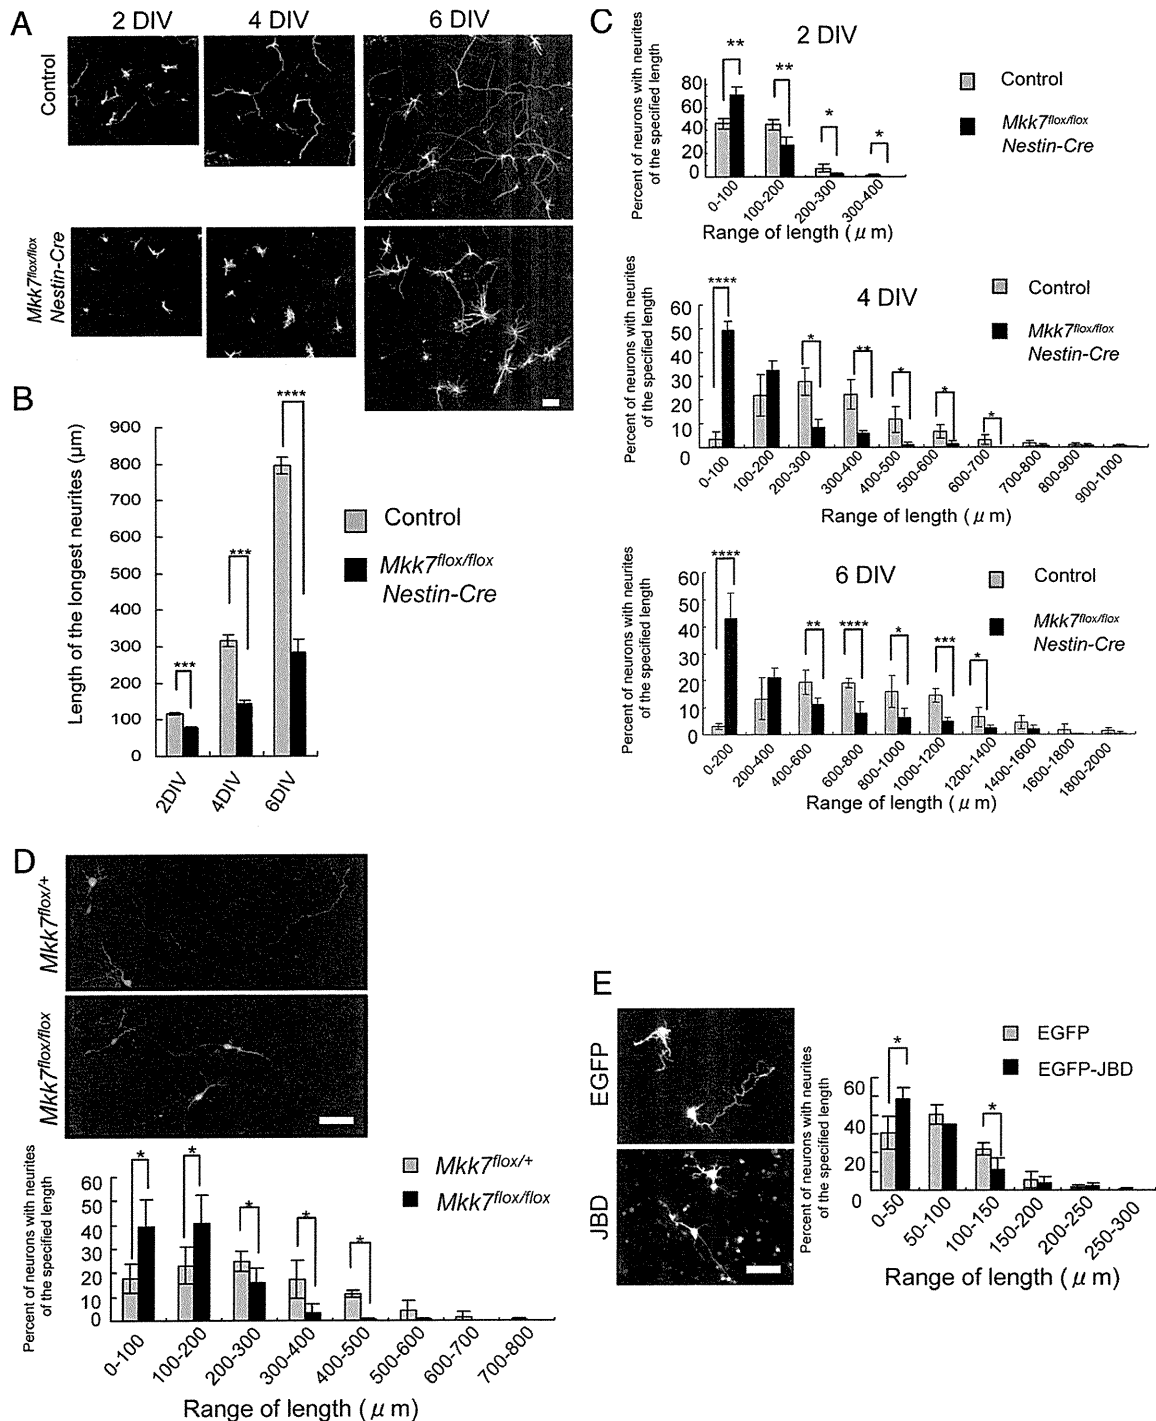 A
2 DIV
4 DIV
6 DIV
Control
Mkk7flox/flox
Nestin-Cre
B
Length of the longest neurites (μm)
900
800
700
600
500
400
300
200
100
0
***
***
****
2DIV
4DIV
6DIV
Control
Mkk7flox/flox
Nestin-Cre
C
2 DIV
Percent of neurons with neurites
of the specified length
80
60
40
20
0
**
**
*
*
0-100
100-200
200-300
300-400
Range of length ( μ m)
Control
Mkk7flox/flox
Nestin-Cre
4 DIV
Percent of neurons with neurites
of the specified length
60
50
40
30
20
10
0
****
*
**
*
*
*
0-100
100-200
200-300
300-400
400-500
500-600
600-700
700-800
800-900
900-1000
Range of length ( μ m)
Control
Mkk7flox/flox
Nestin-Cre
6 DIV
Percent of neurons with neurites
of the specified length
60
50
40
30
20
10
0
****
**
****
*
***
*
0-200
200-400
400-600
600-800
800-1000
1000-1200
1200-1400
1400-1600
1600-1800
1800-2000
Range of length ( μ m)
Control
Mkk7flox/flox
Nestin-Cre
D
Mkk7flox/+
Mkk7flox/flox
Percent of neurons with neurites
of the specified length
60
50
40
30
20
10
0
*
*
*
*
*
0-100
100-200
200-300
300-400
400-500
500-600
600-700
700-800
Range of length ( μ m)
Mkk7flox/+
Mkk7flox/flox
E
EGFP
JBD
Percent of neurons with neurites
of the specified length
60
40
20
0
*
*
0-50
50-100
100-150
150-200
200-250
250-300
Range of length ( μ m)
EGFP
EGFP-JBD